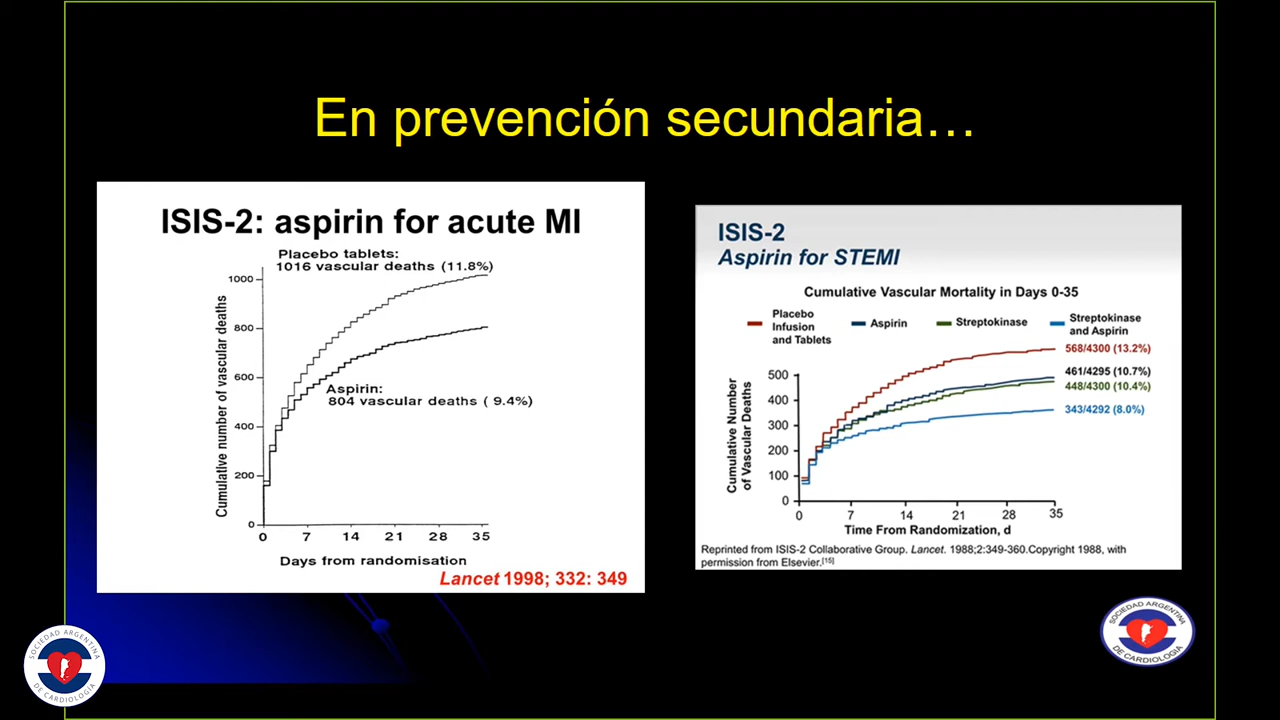 En prevención secundaria…
ISIS-2: aspirin for acute MI
Placebo tablets:
1016 vascular deaths (11.8%)
Cumulative number of vascular deaths
1000
800
600
400
200
0
Aspirin:
804 vascular deaths ( 9.4%)
0 7 14 21 28 35
Days from randomisation
Lancet 1998; 332: 349
ISIS-2
Aspirin for STEMI
Cumulative Vascular Mortality in Days 0-35
Placebo
Infusion
and Tablets
Aspirin
Streptokinase
Streptokinase
and Aspirin
568/4300 (13.2%)
461/4295 (10.7%)
448/4300 (10.4%)
343/4292 (8.0%)
Cumulative Number
of Vascular Deaths
500
400
300
200
100
0
0 7 14 21 28 35
Time From Randomization, d
Reprinted from ISIS-2 Collaborative Group. Lancet. 1988;2:349-360.Copyright 1988, with
permission from Elsevier.[15]
SOCIEDAD ARGENTINA
DE CARDIOLOGÍA
SOCIEDAD ARGENTINA
DE CARDIOLOGIA